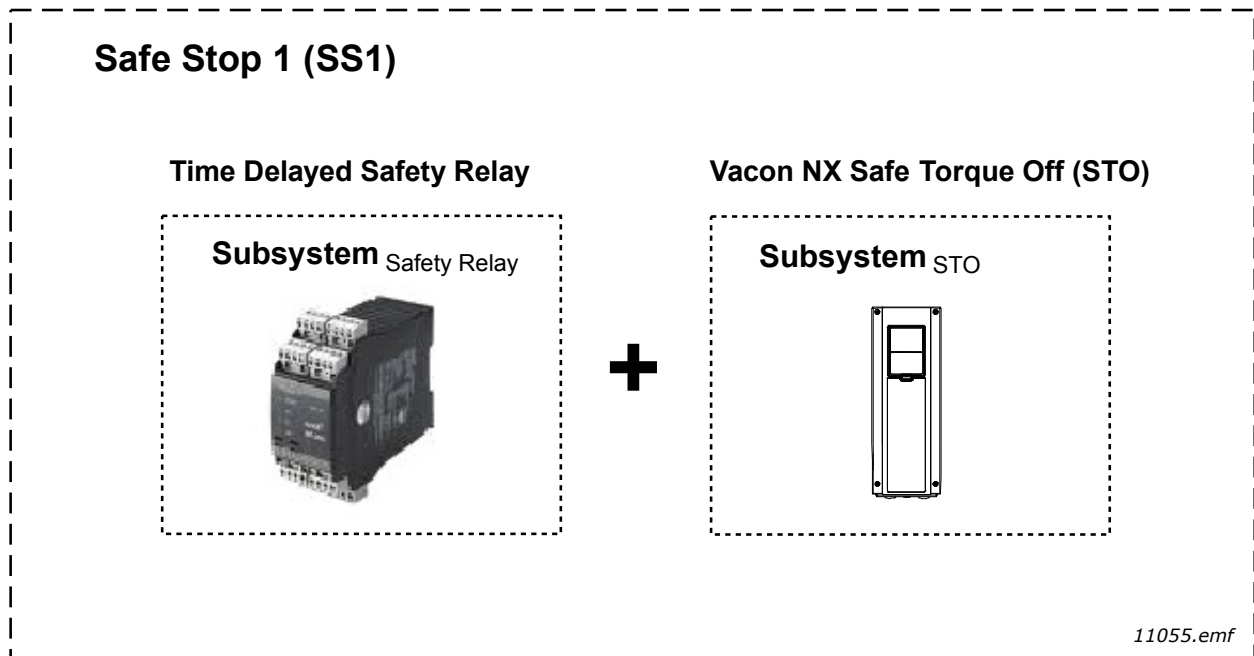 Safe Stop 1 (SS1)
Time Delayed Safety Relay
Vacon NX Safe Torque Off (STO)
Subsystem Safety Relay
Subsystem STO
+
11055.emf